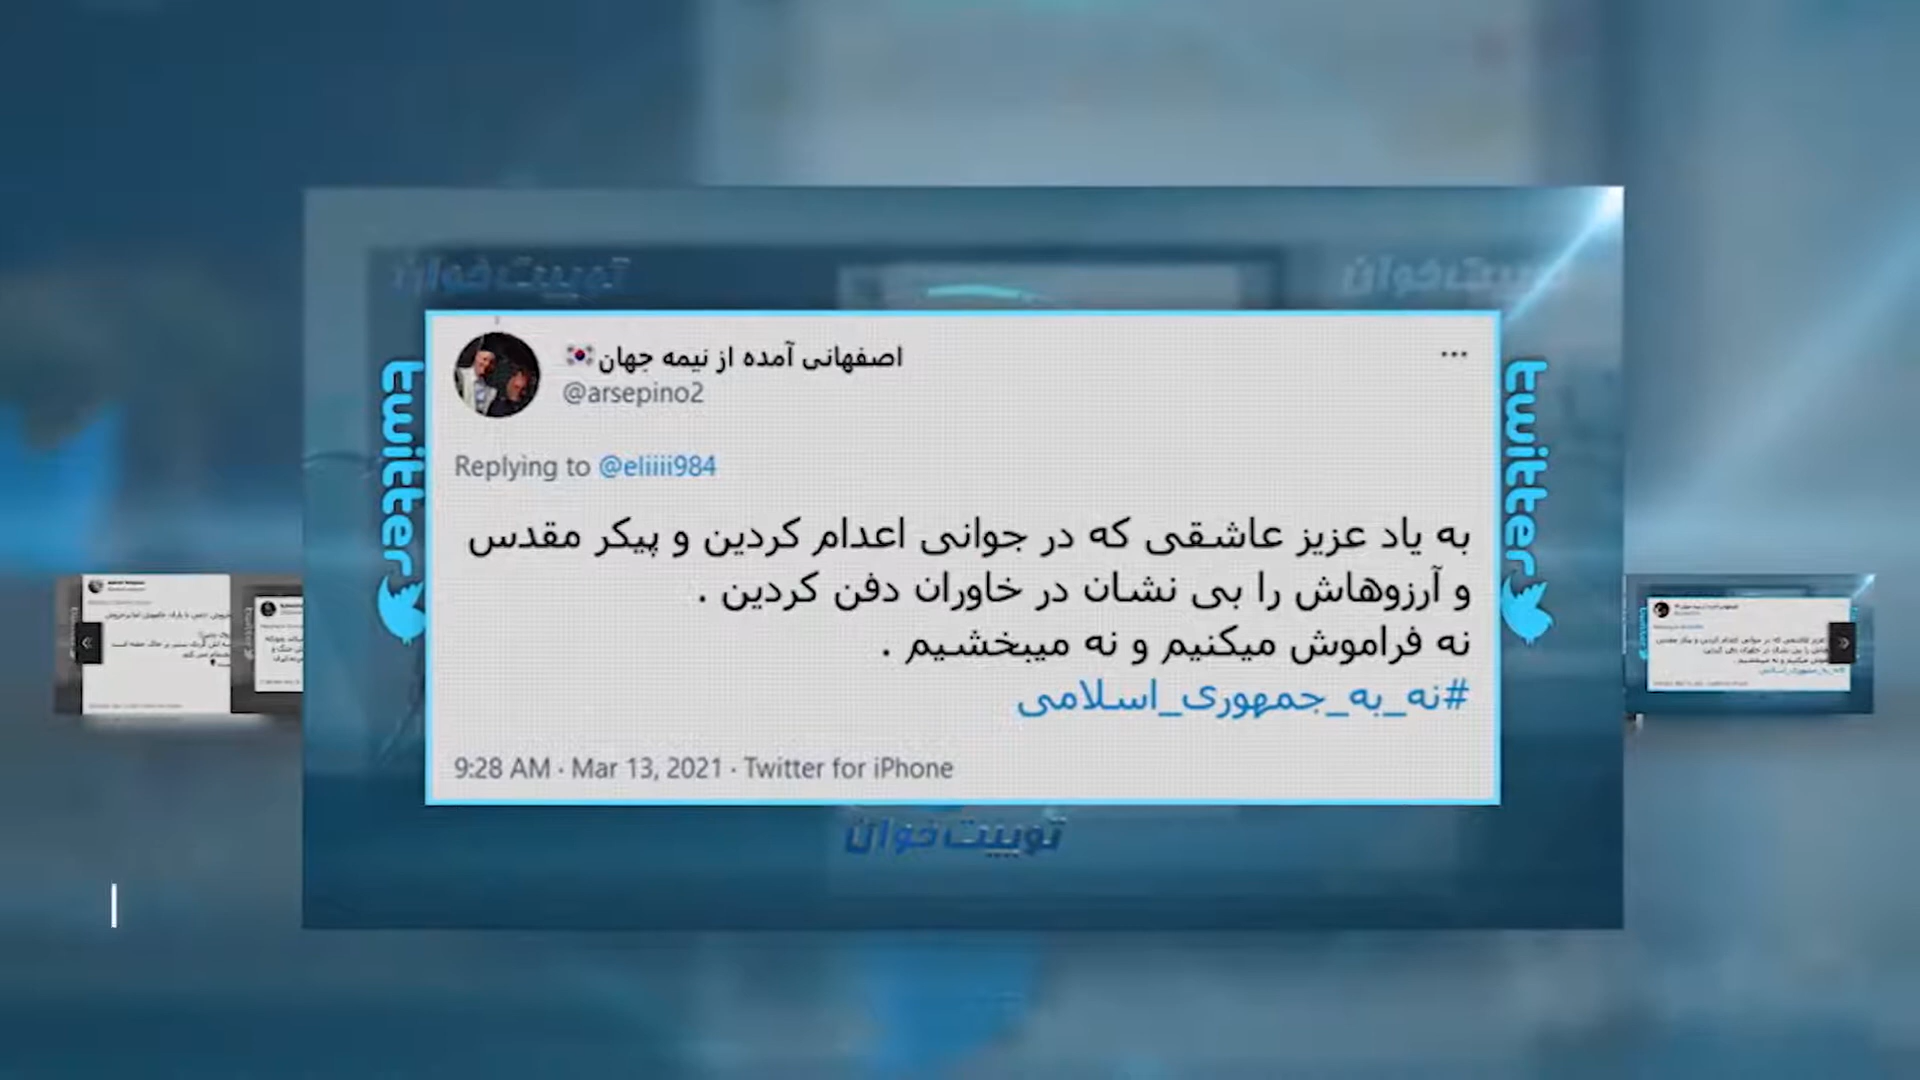 توییت‌خوان
اصفهانی آمده از نیمه جهان🇰🇷
@arsepino2
Replying to @eliiii984
به یاد عزیز عاشقی که در جوانی اعدام کردین و پیکر مقدس
و آرزوهاش را بی نشان در خاوران دفن کردین .
نه فراموش میکنیم و نه میبخشیم .
#نه_به_جمهوری_اسلامی
9:28 AM · Mar 13, 2021 · Twitter for iPhone
twitter
twitter
توییت‌خوان